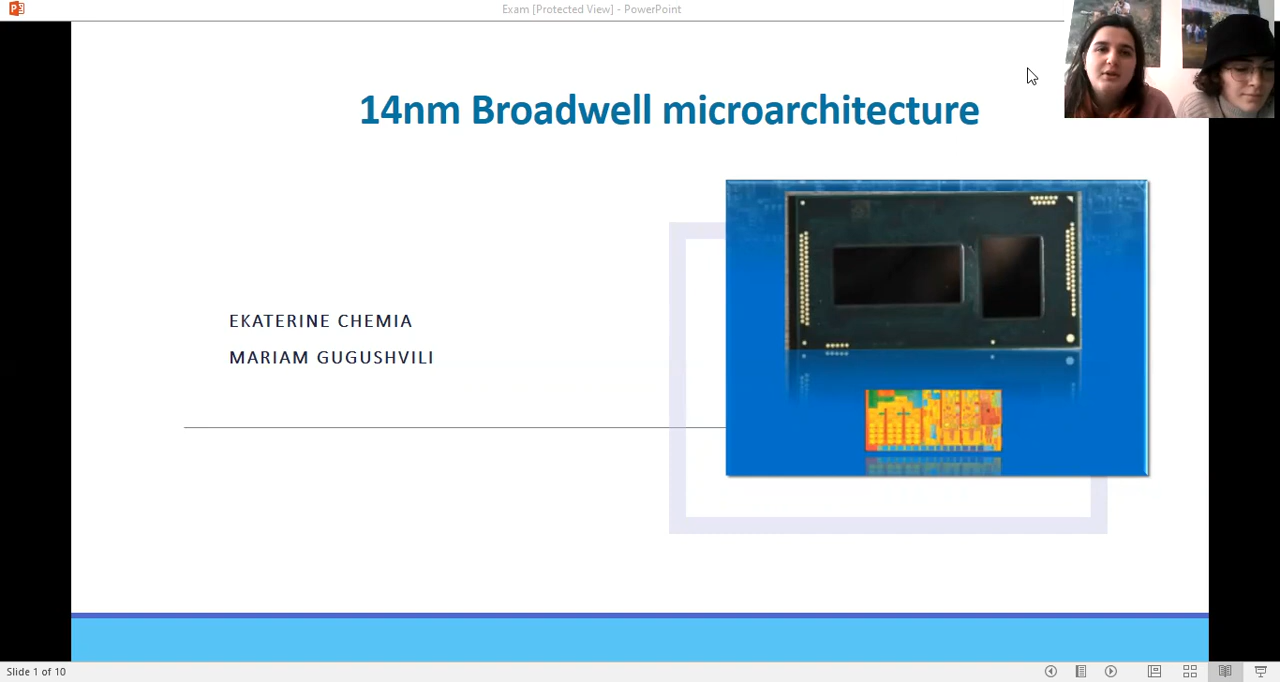 Exam [Protected View] - PowerPoint
14nm Broadwell microarchitecture
EKATERINE CHEMIA
MARIAM GUGUSHVILI
Slide 1 of 10